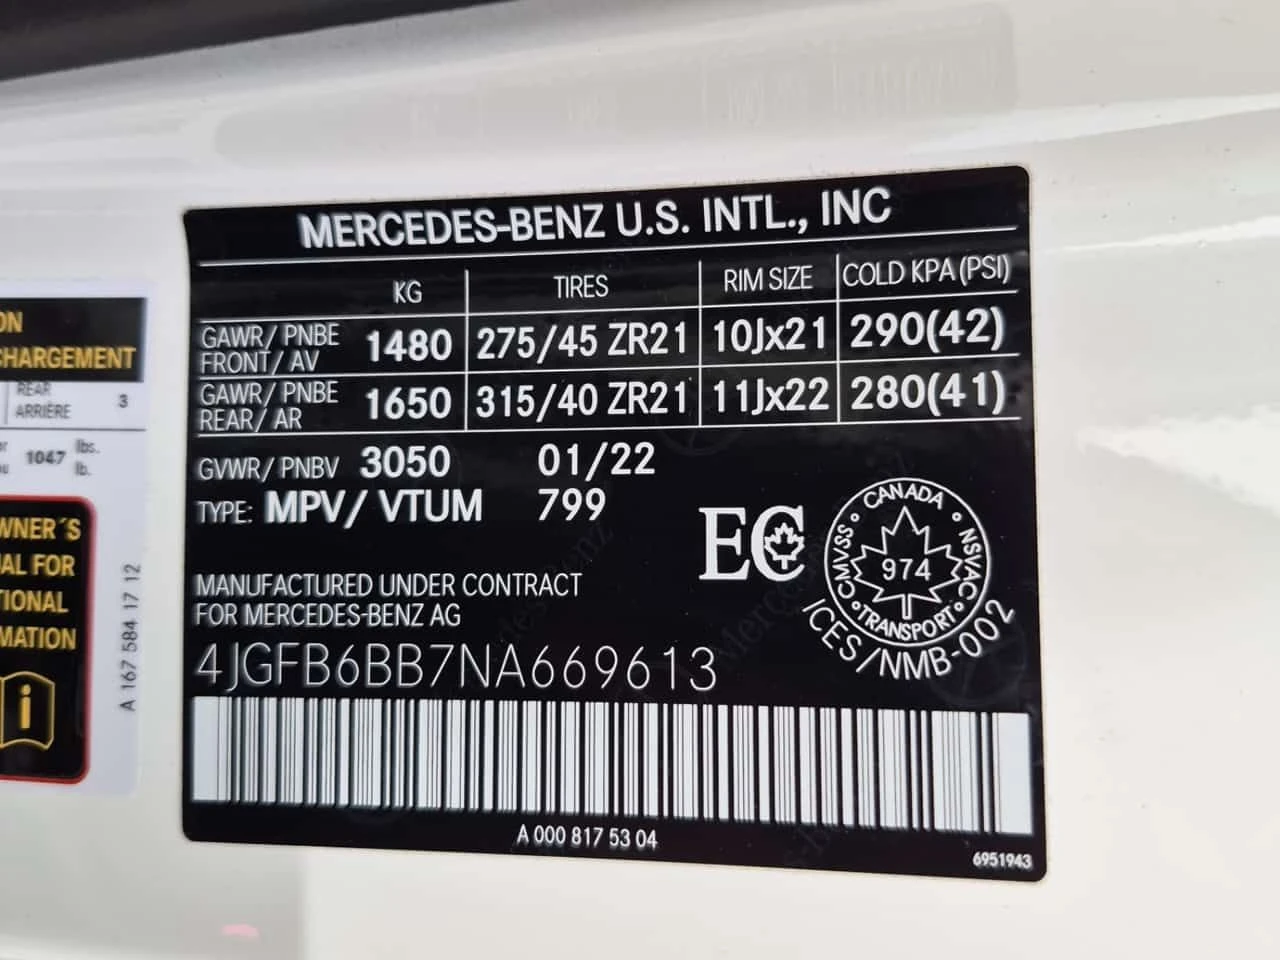 MERCEDES-BENZ U.S. INTL., INC
KG TIRES RIM SIZE COLD KPA (PSI)
GAWR/ PNBE FRONT/ AV 1480 275/45 ZR21 10Jx21 290(42)
GAWR/ PNBE REAR/ AR 1650 315/40 ZR21 11Jx22 280(41)
GVWR/ PNBV 3050 01/22
TYPE: MPV/ VTUM 799
MANUFACTURED UNDER CONTRACT
FOR MERCEDES-BENZ AG
4JGFB6BB7NA669613
EC
CANADA
CMVSS NSVAC
974
TRANSPORT
ICES/NMB-002
A 000 817 53 04
6951943
ON
CHARGEMENT
REAR
ARRIÈRE 3
1047 lbs.
lb.
WNER´S
UAL FOR
TIONAL
MATION
i
A 167 584 17 12